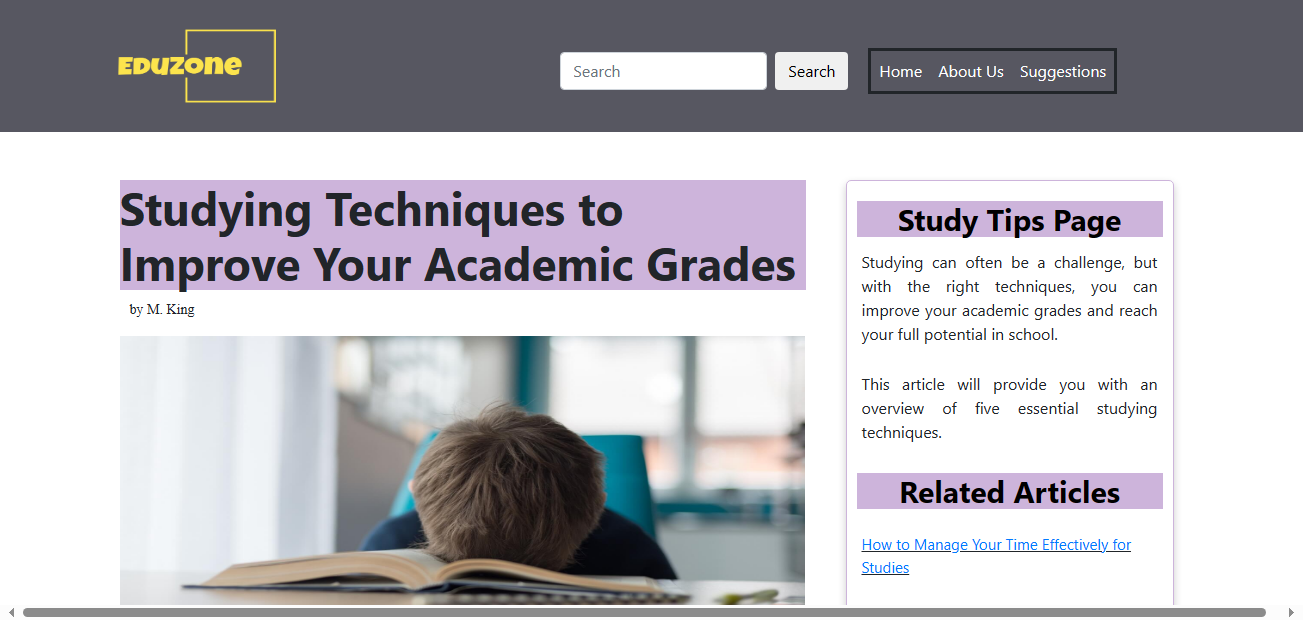 EDUZONE
Search
Search
Home
About Us
Suggestions
Studying Techniques to
Improve Your Academic Grades
by M. King
Study Tips Page
Studying can often be a challenge, but
with the right techniques, you can
improve your academic grades and reach
your full potential in school.
This article will provide you with an
overview of five essential studying
techniques.
Related Articles
How to Manage Your Time Effectively for
Studies